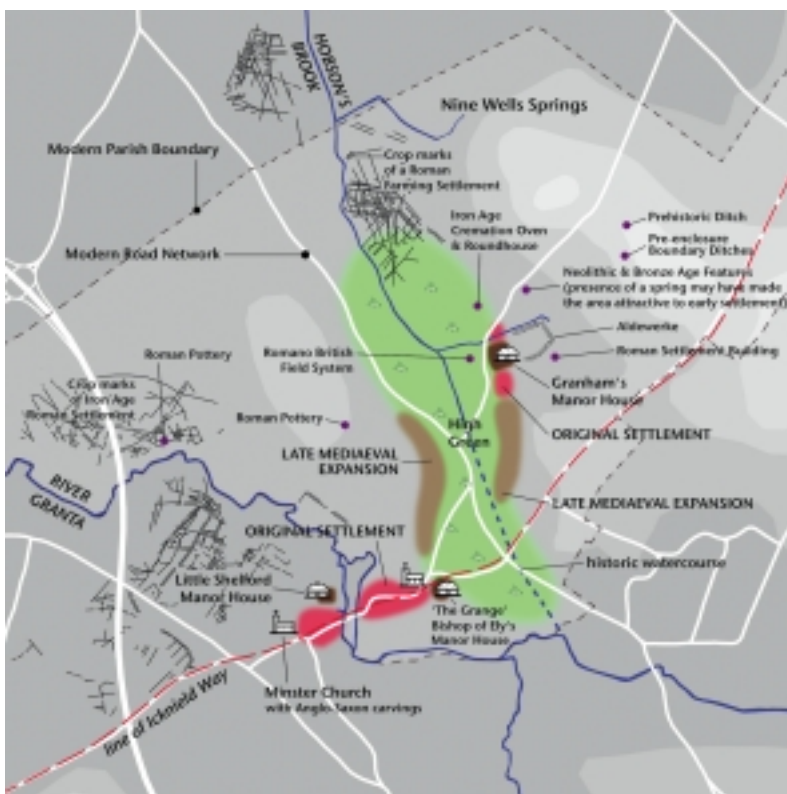 HOBSON'S
BROOK
Nine Wells Springs
Modern Parish Boundary
Crop marks
of a Roman
Farming Settlement
Iron Age
Cremation Oven
& Roundhouse
Prehistoric Ditch
Pre-enclosure
Boundary Ditches
Modern Road Network
Neolithic & Bronze Age Features
(presence of a spring may have made
the area attractive to early settlement)
Aldewerke
Roman Pottery
Romano British
Field System
Roman Settlement Building
Granham's
Manor House
Crop marks
of Iron Age
Roman Settlement
Roman Pottery
High
Green
ORIGINAL SETTLEMENT
LATE MEDIAEVAL
EXPANSION
RIVER
GRANTA
LATE MEDIAEVAL EXPANSION
ORIGINAL SETTLEMENT
historic watercourse
Little Shelford
Manor House
'The Grange'
Bishop of Ely's
Manor House
Minster Church
with Anglo-Saxon carvings
line of Icknield Way